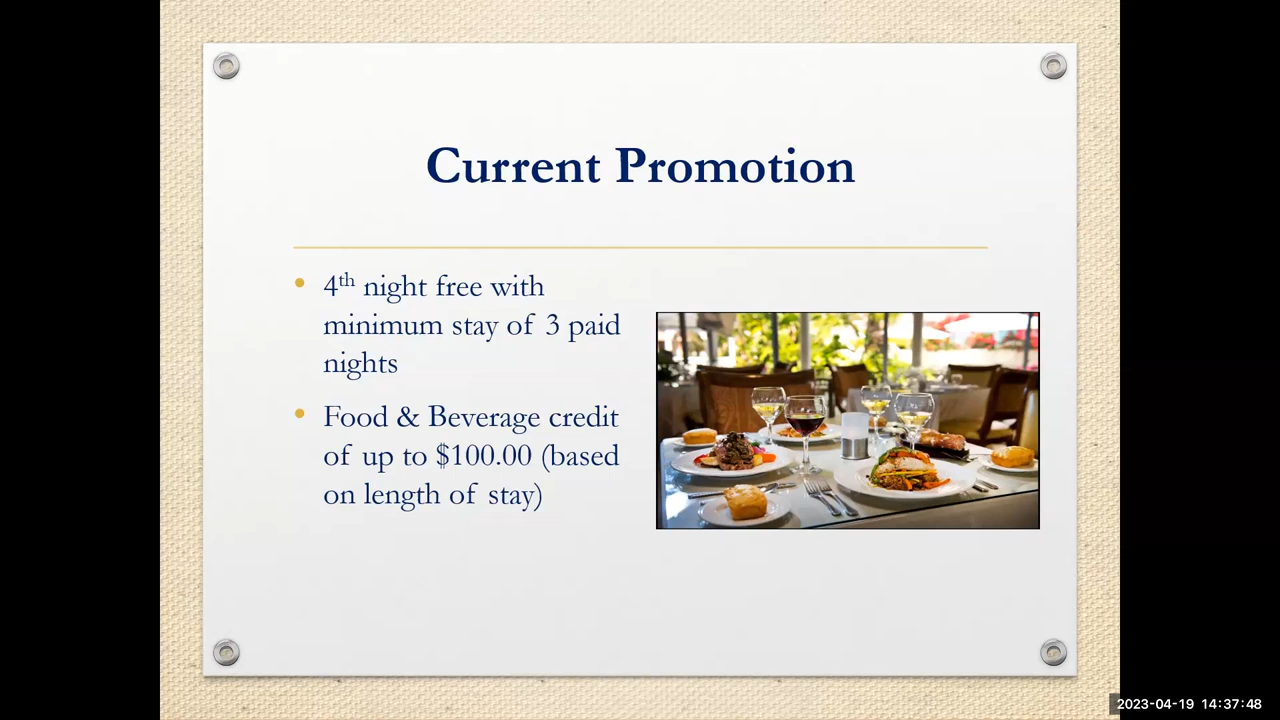 Current Promotion
• 4th night free with
minimum stay of 3 paid
nights
• Food & Beverage credit
of up to $100.00 (based
on length of stay)
2023-04-19 14:37:48